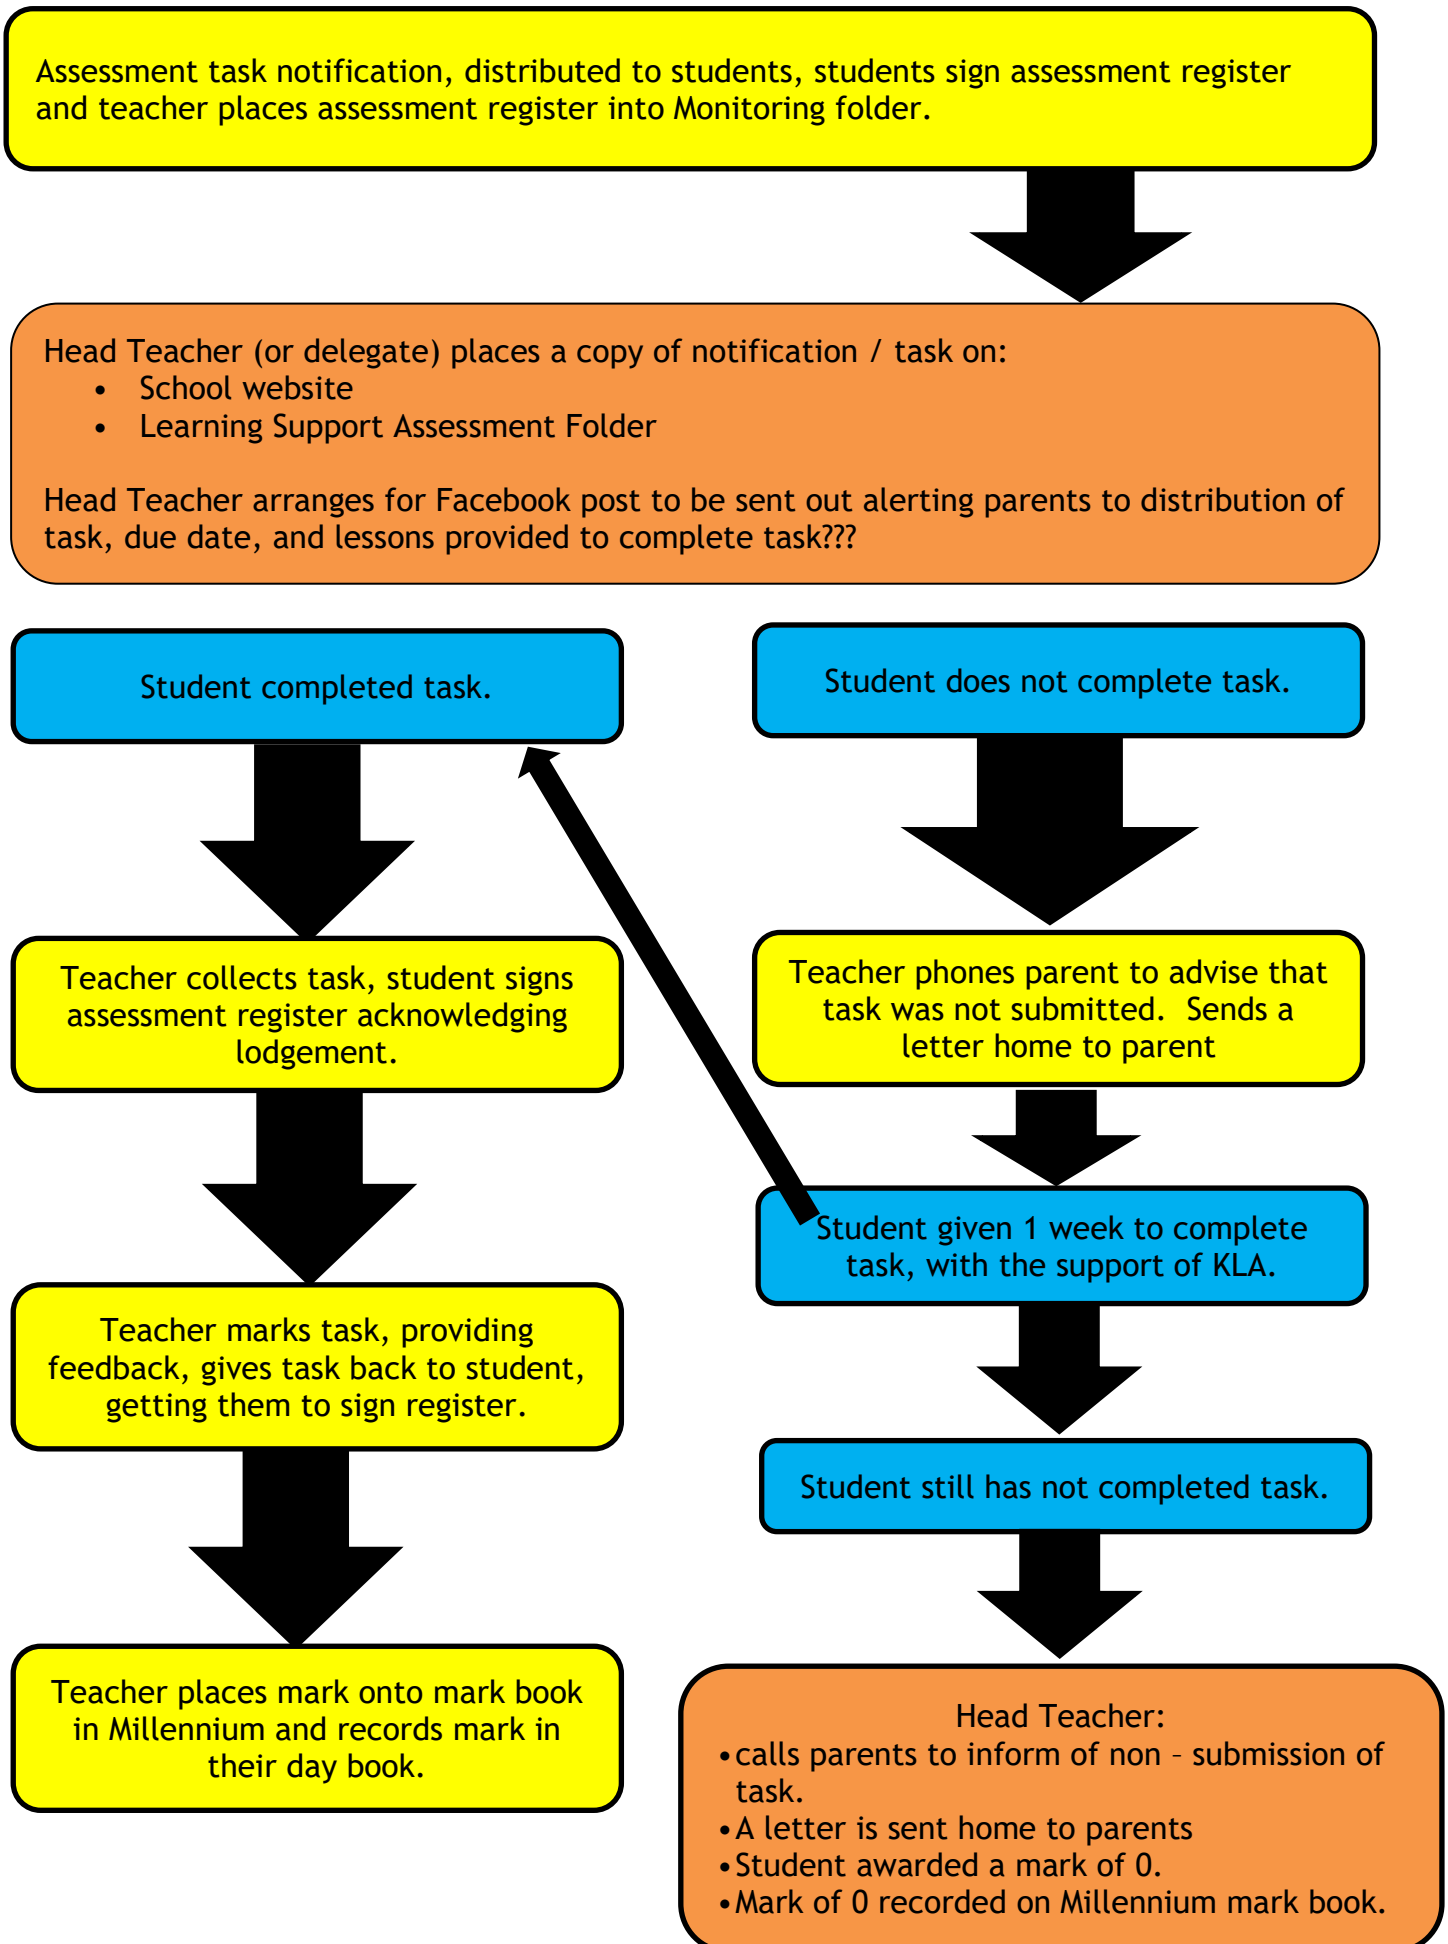 Assessment task notification, distributed to students, students sign assessment register
and teacher places assessment register into Monitoring folder.
Head Teacher (or delegate) places a copy of notification / task on:
• School website
• Learning Support Assessment Folder
Head Teacher arranges for Facebook post to be sent out alerting parents to distribution of
task, due date, and lessons provided to complete task???
Student completed task.
Student does not complete task.
Teacher collects task, student signs
assessment register acknowledging
lodgement.
Teacher phones parent to advise that
task was not submitted.  Sends a
letter home to parent
Student given 1 week to complete
task, with the support of KLA.
Teacher marks task, providing
feedback, gives task back to student,
getting them to sign register.
Student still has not completed task.
Teacher places mark onto mark book
in Millennium and records mark in
their day book.
Head Teacher:
•calls parents to inform of non – submission of
task.
•A letter is sent home to parents
•Student awarded a mark of 0.
•Mark of 0 recorded on Millennium mark book.